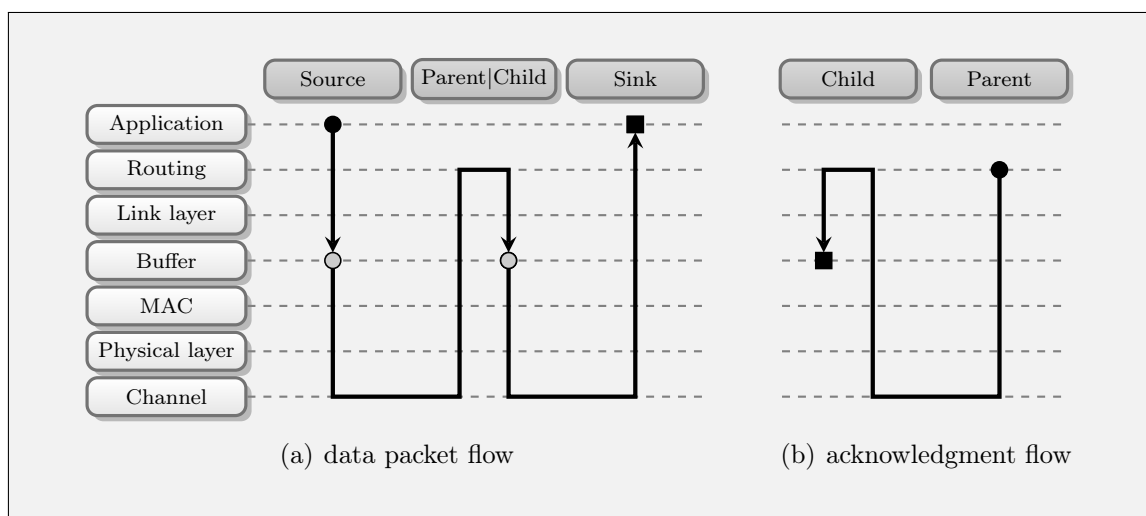 Source Parent|Child Sink Child Parent
Application
Routing
Link layer
Buffer
MAC
Physical layer
Channel
(a) data packet flow (b) acknowledgment flow